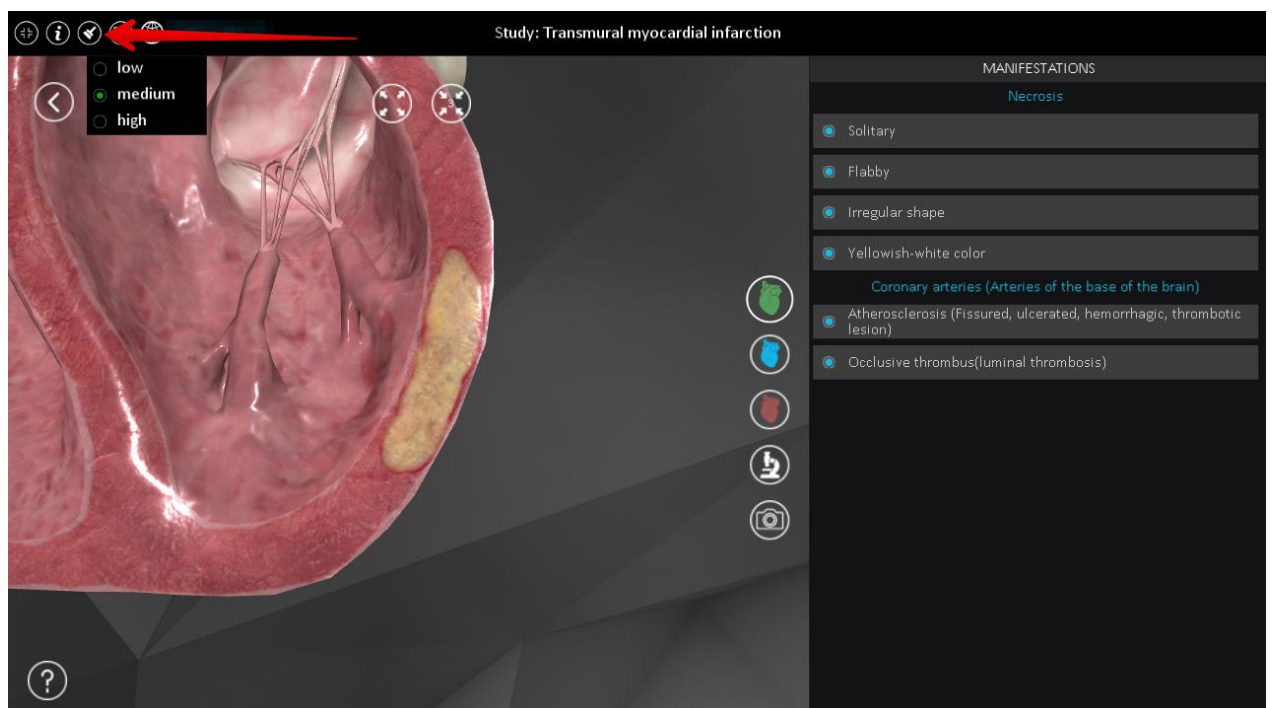 Study: Transmural myocardial infarction
low
medium
high
3
MANIFESTATIONS
Necrosis
Solitary
Flabby
Irregular shape
Yellowish-white color
Coronary arteries (Arteries of the base of the brain)
Atherosclerosis (Fissured, ulcerated, hemorrhagic, thrombotic
lesion)
Occlusive thrombus(luminal thrombosis)
?